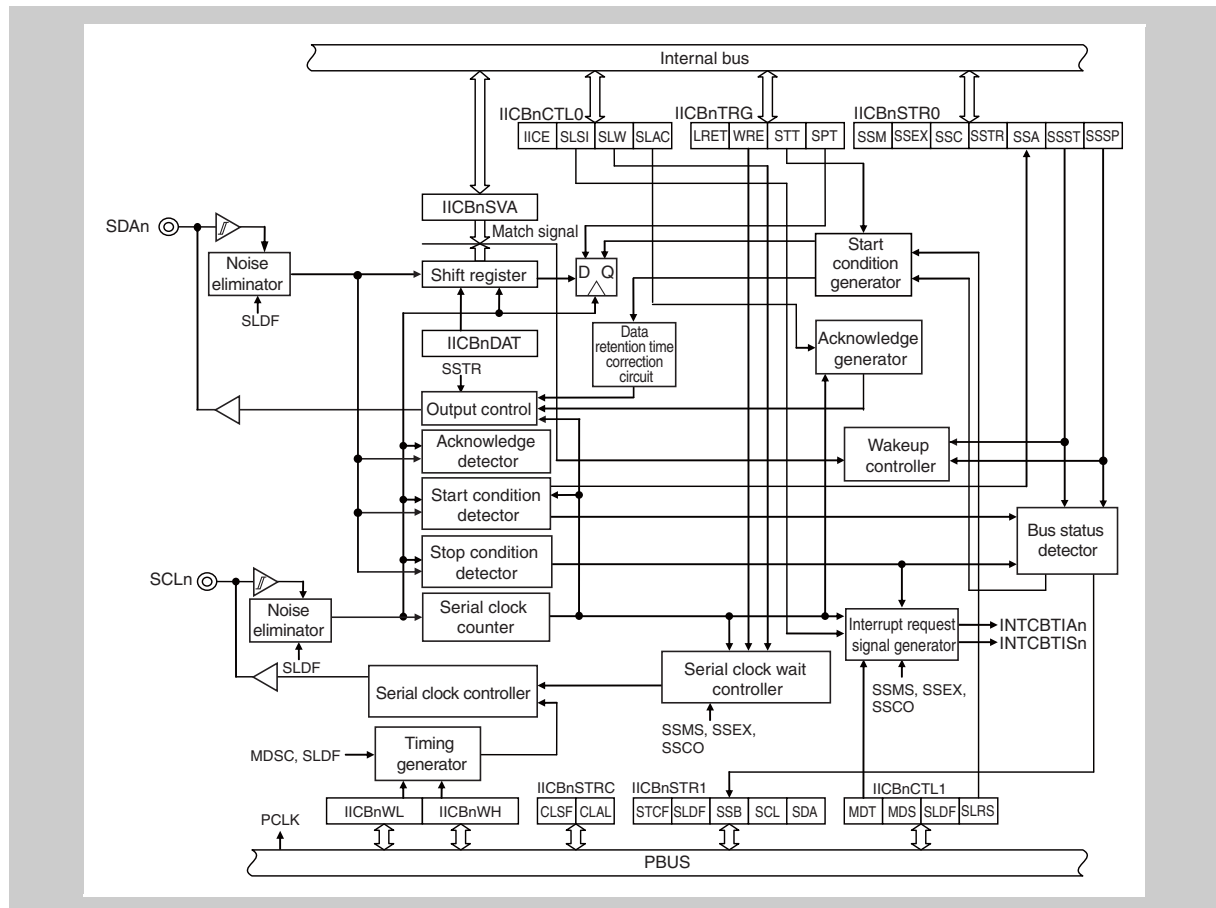 Internal bus
IICBnCTL0
IICE SLSI SLW SLAC
IICBnTRG
LRET WRE STT SPT
IICBnSTR0
SSM SSEX SSC SSTR SSA SSST SSSP
IICBnSVA
SDAn
Match signal
Noise
eliminator
SLDF
Shift register
D Q
Start
condition
generator
IICBnDAT
Data
retention time
correction
circuit
Acknowledge
generator
SSTR
Output control
Acknowledge
detector
Wakeup
controller
Start condition
detector
Bus status
detector
Stop condition
detector
SCLn
Noise
eliminator
SLDF
Serial clock
counter
Interrupt request
signal generator
INTCBTIAn
INTCBTISn
Serial clock controller
Serial clock wait
controller
SSMS, SSEX,
SSCO
SSMS, SSEX,
SSCO
MDSC, SLDF
Timing
generator
IICBnWL IICBnWH
IICBnSTRC
CLSF CLAL
IICBnSTR1
STCF SLDF SSB SCL SDA
IICBnCTL1
MDT MDS SLDF SLRS
PCLK
PBUS